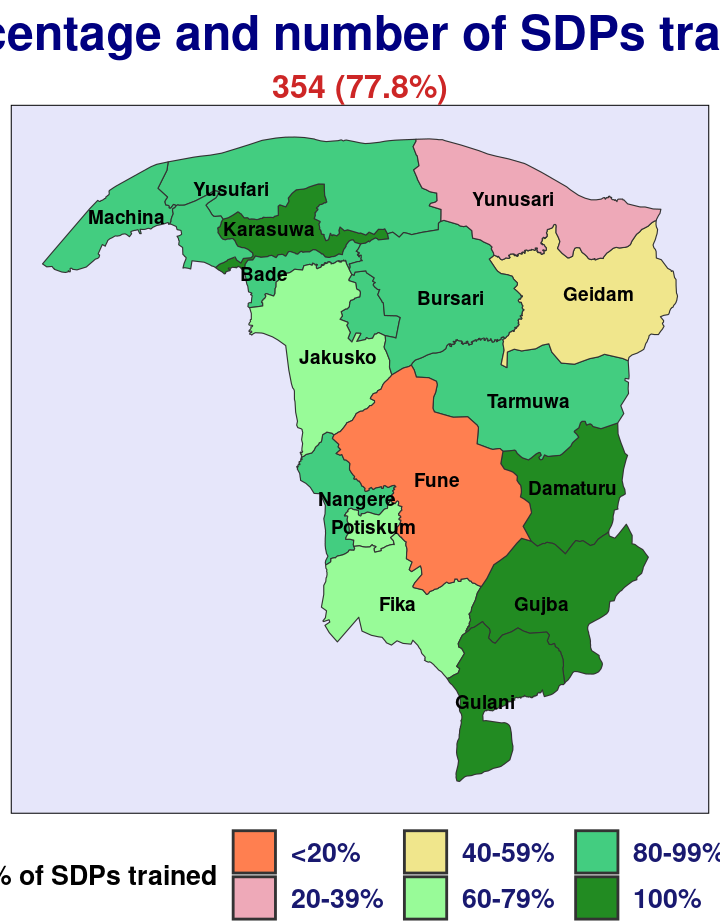 centage and number of SDPs tra
354 (77.8%)
Yusufari
Yunusari
Machina
Karasuwa
Bade
Bursari
Geidam
Jakusko
Tarmuwa
Fune
Damaturu
Nangere
Potiskum
Fika
Gujba
Gulani
% of SDPs trained
<20%
40-59%
80-99%
20-39%
60-79%
100%